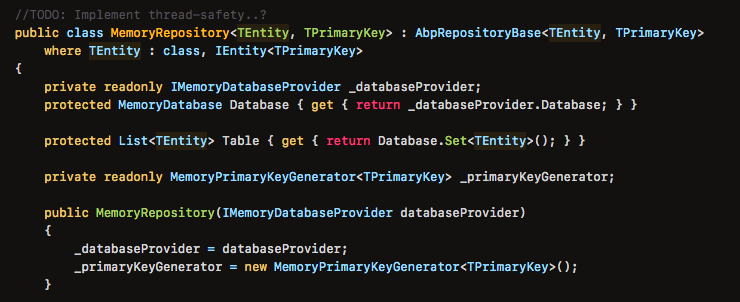 //TODO: Implement thread-safety..?
public class MemoryRepository<TEntity, TPrimaryKey> : AbpRepositoryBase<TEntity, TPrimaryKey>
    where TEntity : class, IEntity<TPrimaryKey>
{
    private readonly IMemoryDatabaseProvider _databaseProvider;
    protected MemoryDatabase Database { get { return _databaseProvider.Database; } }

    protected List<TEntity> Table { get { return Database.Set<TEntity>(); } }

    private readonly MemoryPrimaryKeyGenerator<TPrimaryKey> _primaryKeyGenerator;

    public MemoryRepository(IMemoryDatabaseProvider databaseProvider)
    {
        _databaseProvider = databaseProvider;
        _primaryKeyGenerator = new MemoryPrimaryKeyGenerator<TPrimaryKey>();
    }